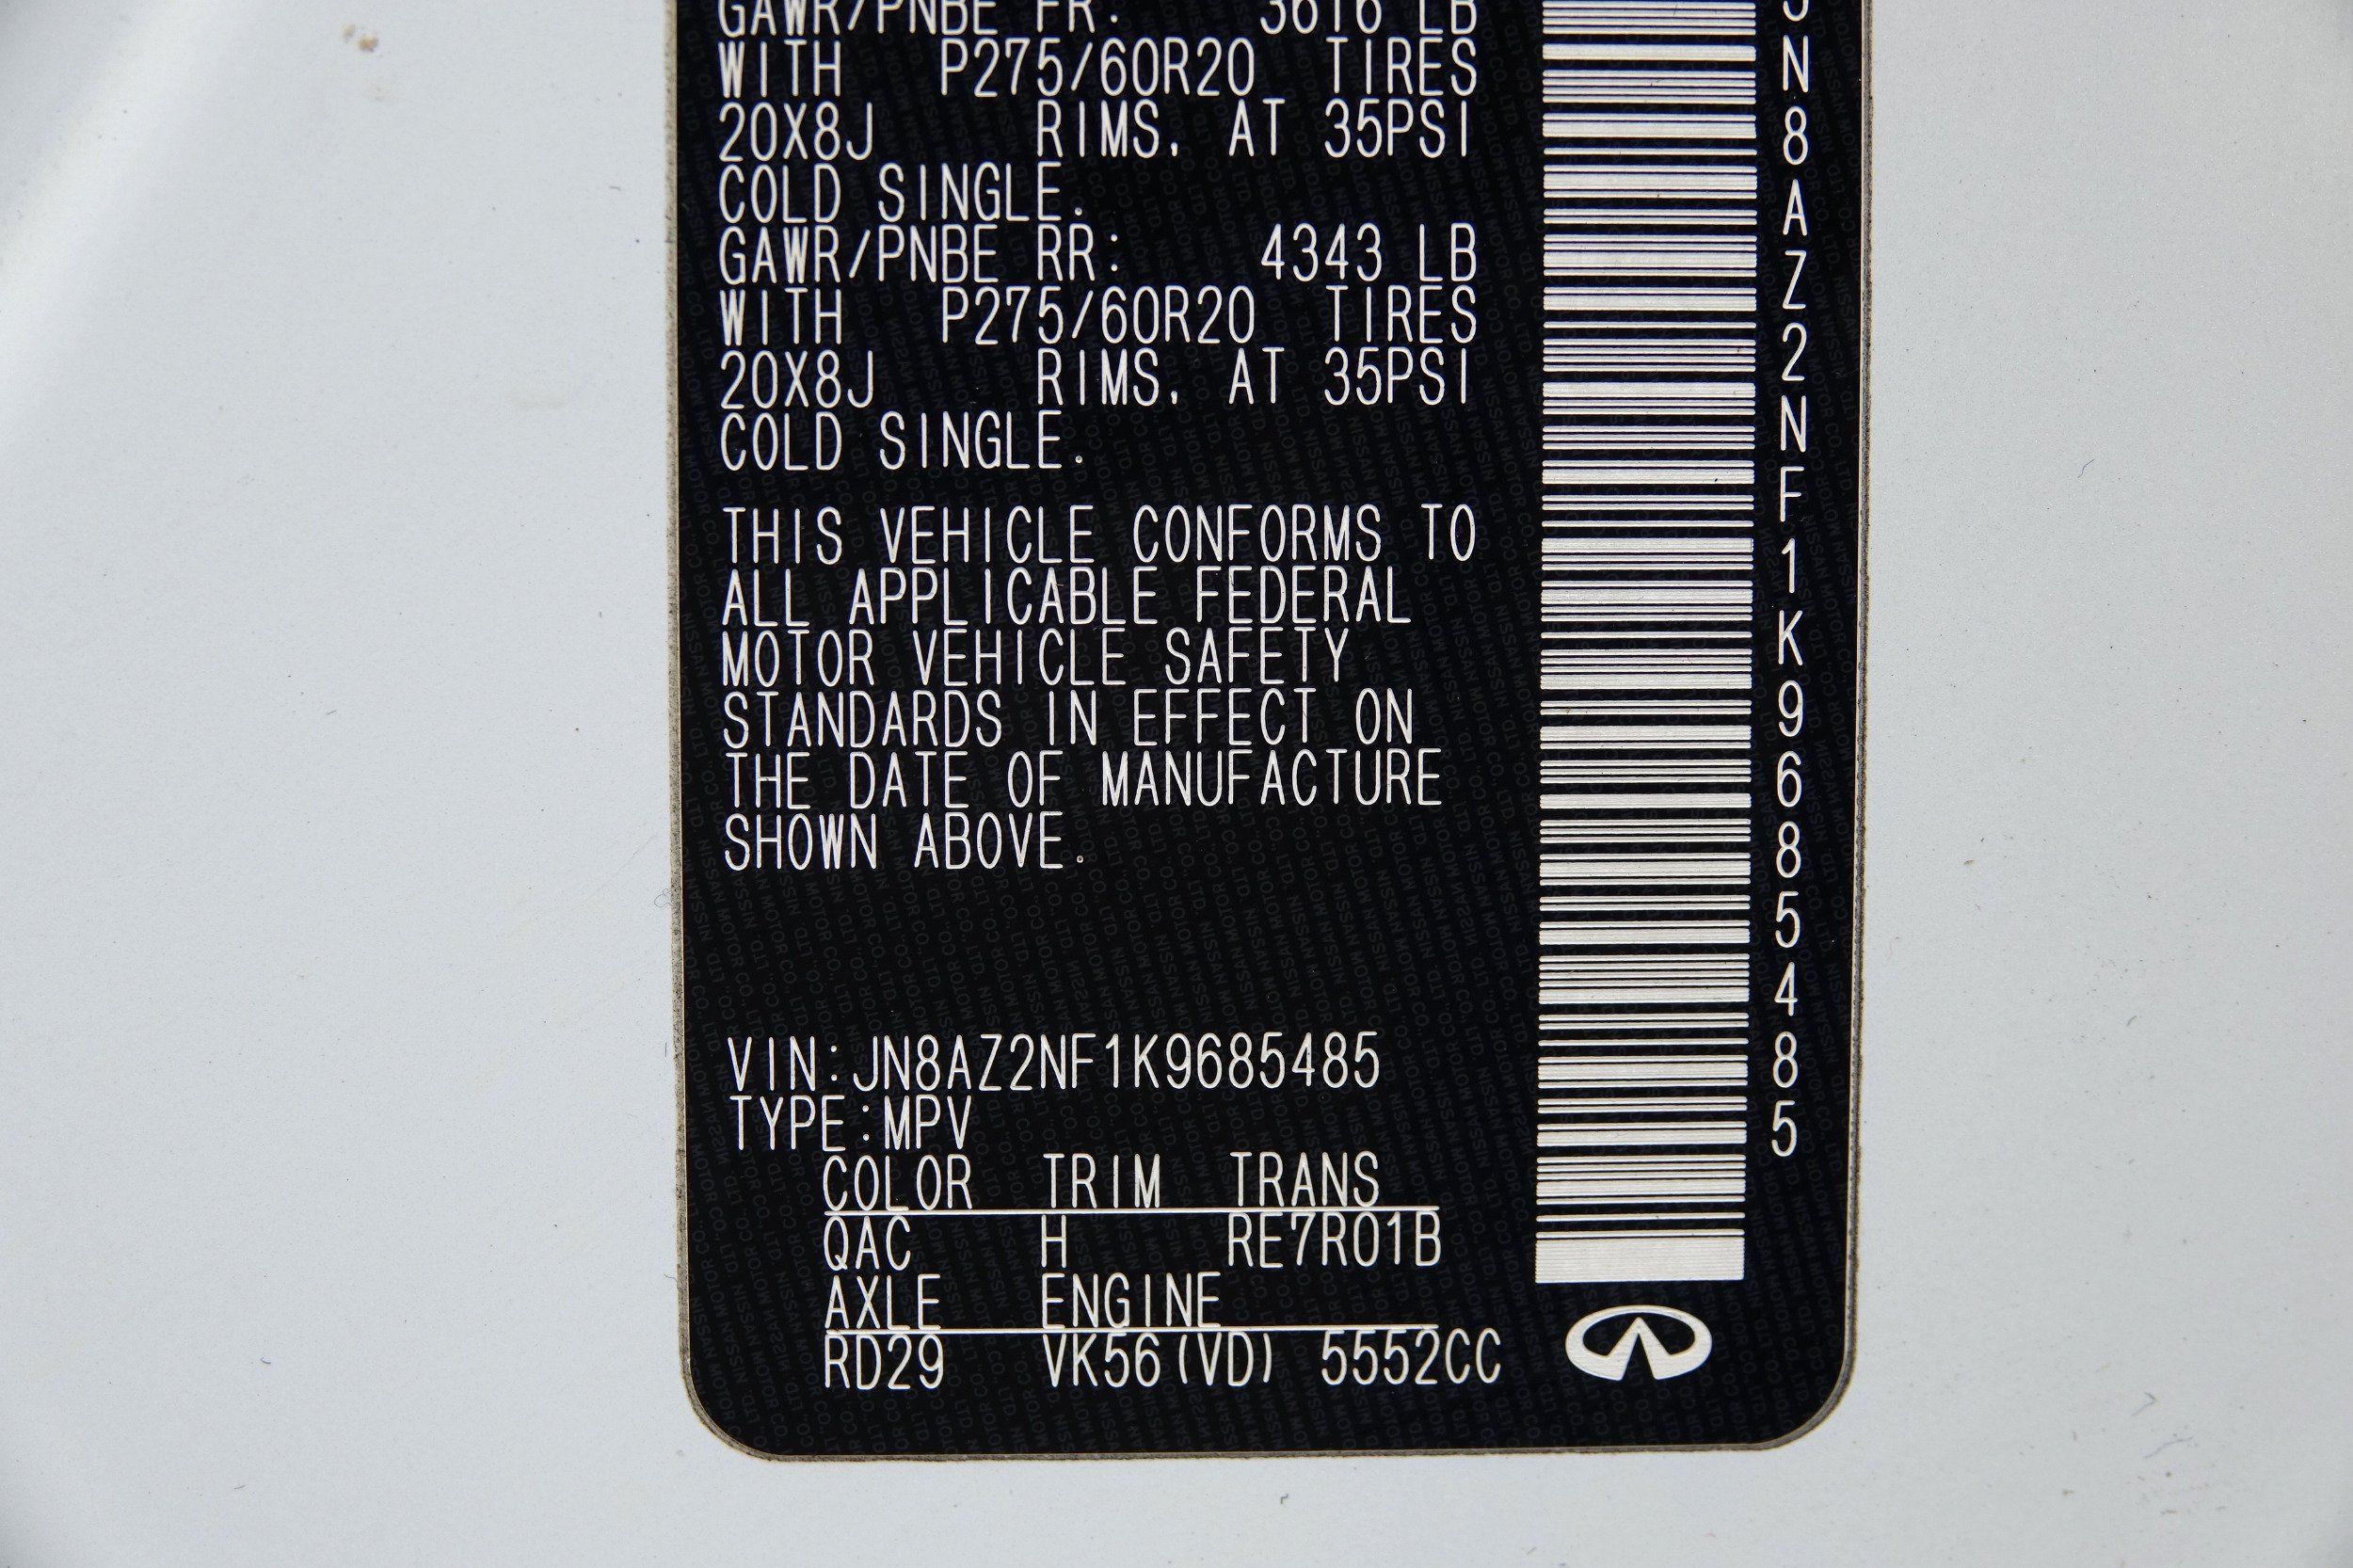 GAWR/PNBE FR: 3616 LB
WITH P275/60R20 TIRES
20X8J RIMS, AT 35PSI
COLD SINGLE.
GAWR/PNBE RR: 4343 LB
WITH P275/60R20 TIRES
20X8J RIMS, AT 35PSI
COLD SINGLE.
THIS VEHICLE CONFORMS TO
ALL APPLICABLE FEDERAL
MOTOR VEHICLE SAFETY
STANDARDS IN EFFECT ON
THE DATE OF MANUFACTURE
SHOWN ABOVE.
VIN:JN8AZ2NF1K9685485
TYPE:MPV
COLOR TRIM TRANS
QAC H RE7R01B
AXLE ENGINE
RD29 VK56(VD) 5552CC
JN8AZ2NF1K9685485